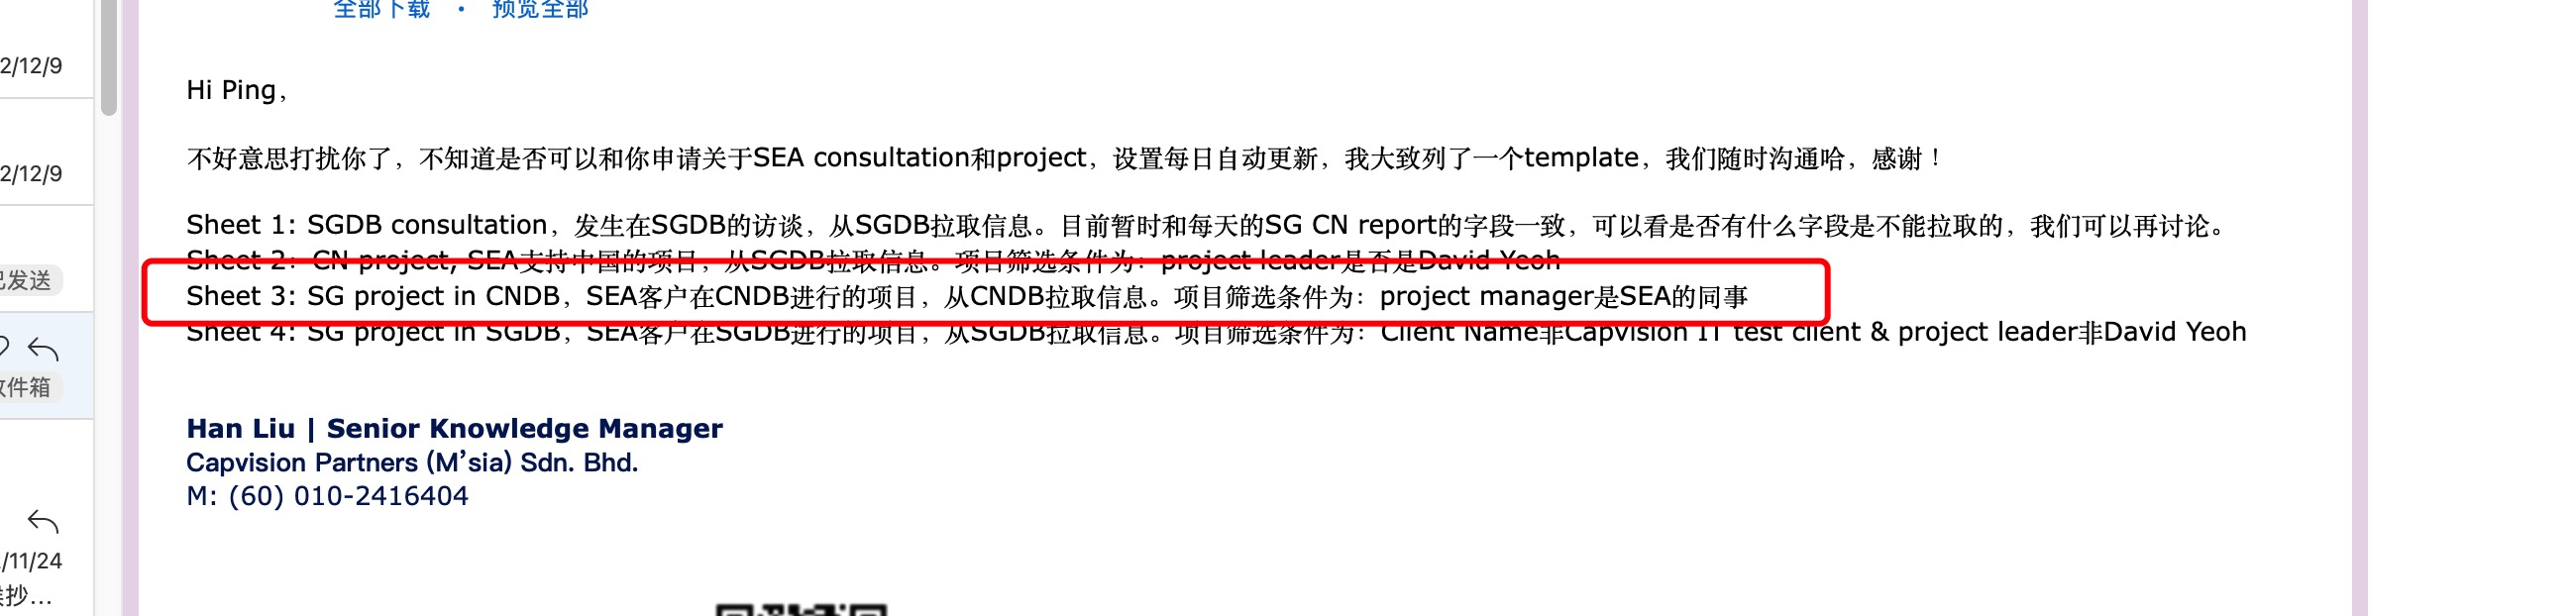 全部下载 · 预览全部
2/12/9
Hi Ping,
2/12/9
不好意思打扰你了，不知道是否可以和你申请关于SEA consultation和project，设置每日自动更新，我大致列了一个template，我们随时沟通哈，感谢！
Sheet 1: SGDB consultation，发生在SGDB的访谈，从SGDB拉取信息。目前暂时和每天的SG CN report的字段一致，可以看是否有什么字段是不能拉取的，我们可以再讨论。
Sheet 2: CN project, SEA支持中国的项目，从SGDB拉取信息。项目筛选条件为：project leader是否是David Yeoh
已发送
Sheet 3: SG project in CNDB，SEA客户在CNDB进行的项目，从CNDB拉取信息。项目筛选条件为：project manager是SEA的同事
Sheet 4: SG project in SGDB，SEA客户在SGDB进行的项目，从SGDB拉取信息。项目筛选条件为：Client Name非Capvision IT test client & project leader非David Yeoh
收件箱
Han Liu | Senior Knowledge Manager
Capvision Partners (M’sia) Sdn. Bhd.
M: (60) 010-2416404
/11/24
抄...